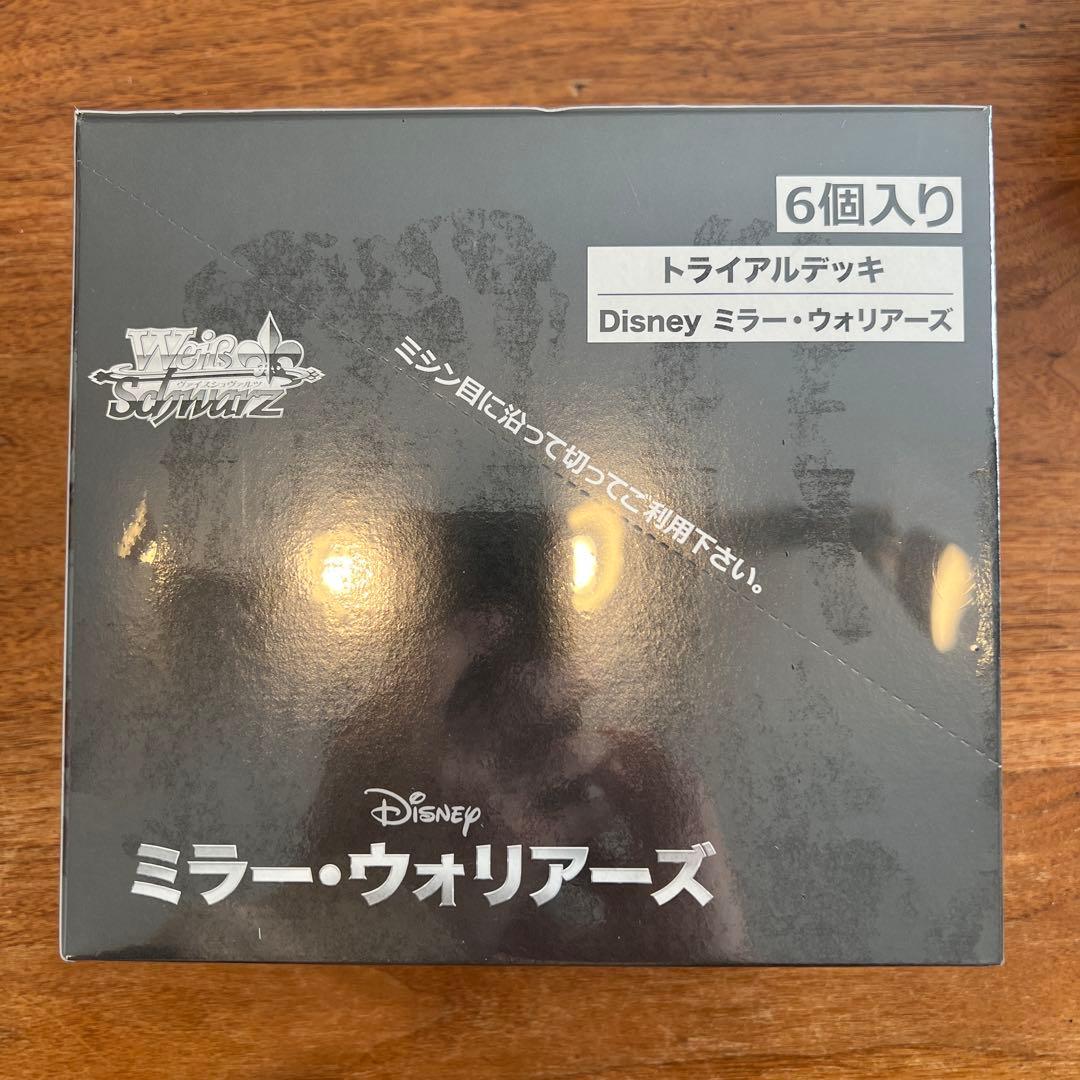 6個入り
トライアルデッキ
Disney ミラー・ウォリアーズ
Weiß
ヴァイスシュヴァルツ
Schwarz
ミシン目に沿って切ってご利用下さい。
Disney
ミラー・ウォリアーズ